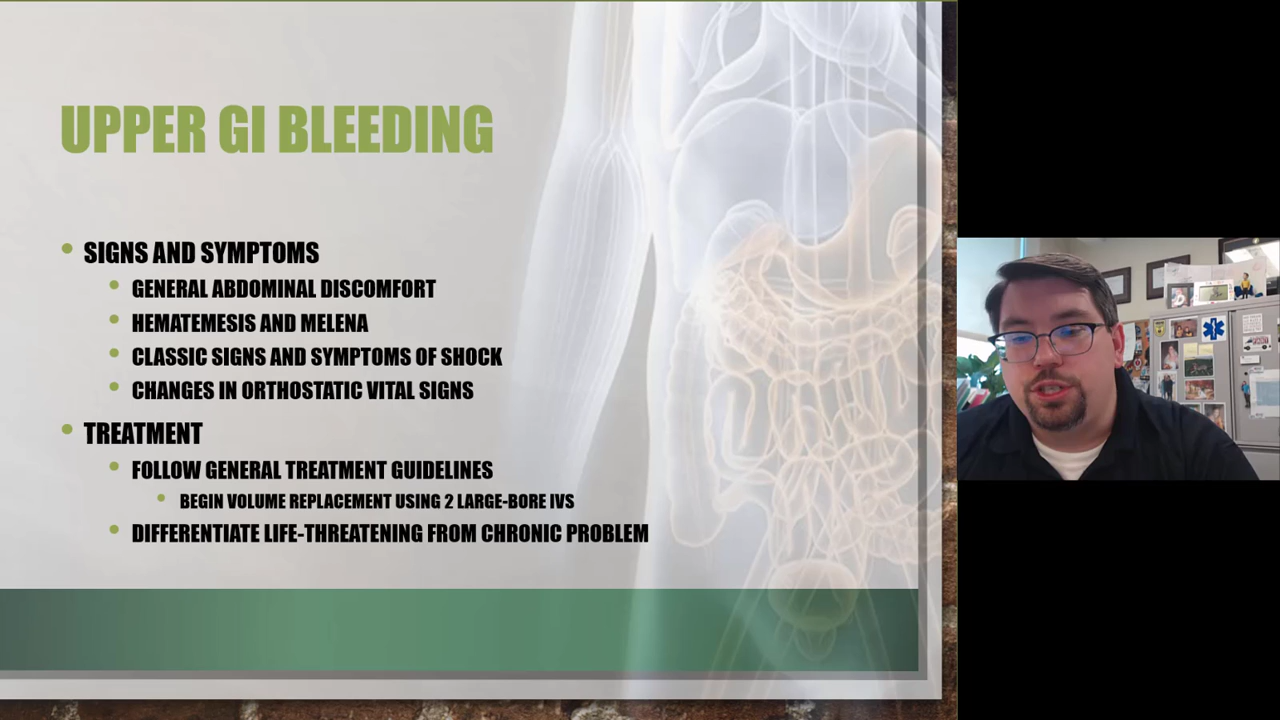 UPPER GI BLEEDING
• SIGNS AND SYMPTOMS
• GENERAL ABDOMINAL DISCOMFORT
• HEMATEMESIS AND MELENA
• CLASSIC SIGNS AND SYMPTOMS OF SHOCK
• CHANGES IN ORTHOSTATIC VITAL SIGNS
• TREATMENT
• FOLLOW GENERAL TREATMENT GUIDELINES
• BEGIN VOLUME REPLACEMENT USING 2 LARGE-BORE IVS
• DIFFERENTIATE LIFE-THREATENING FROM CHRONIC PROBLEM